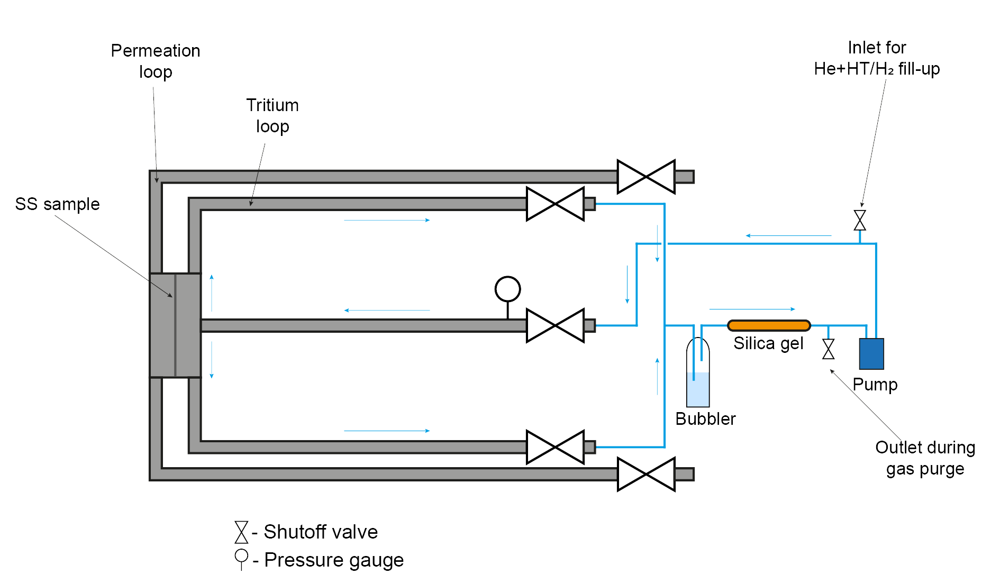 Permeation
loop
Inlet for
He+HT/H₂ fill-up
Tritium
loop
SS sample
Silica gel
Pump
Bubbler
Outlet during
gas purge
- Shutoff valve
- Pressure gauge